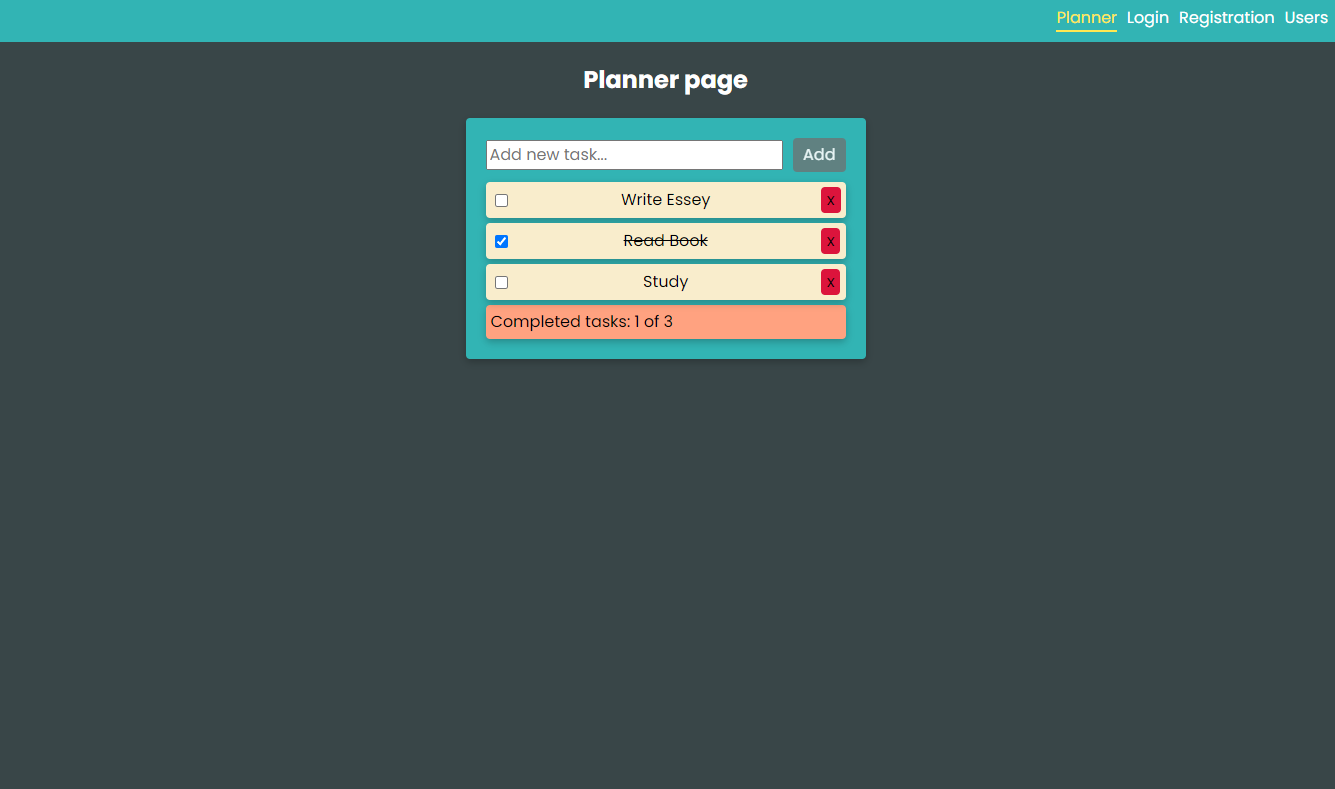 Planner Login Registration Users
Planner page
Add new task... Add
Write Essey X
Read Book X
Study X
Completed tasks: 1 of 3